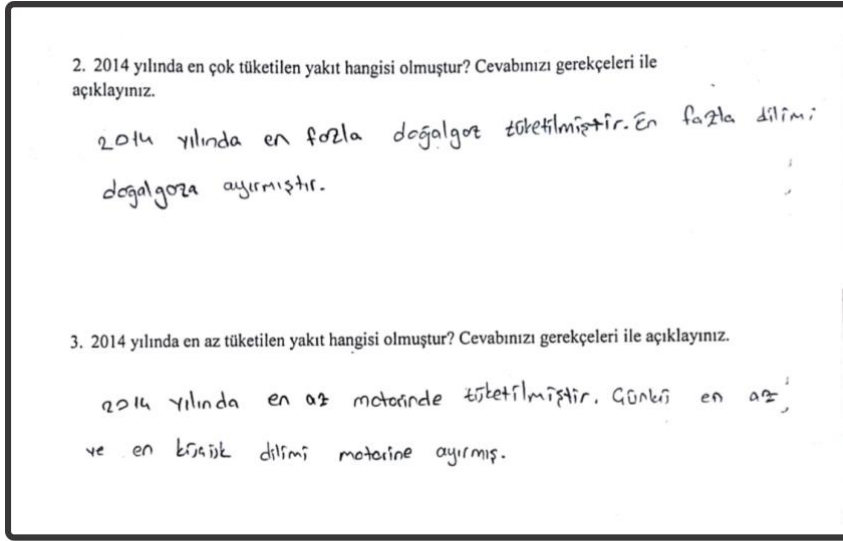 2. 2014 yılında en çok tüketilen yakıt hangisi olmuştur? Cevabınızı gerekçeleri ile
açıklayınız.
2014 yılında en fazla doğalgaz tüketilmiştir. En fazla dilimi
doğalgaza ayırmıştır.
3. 2014 yılında en az tüketilen yakıt hangisi olmuştur? Cevabınızı gerekçeleri ile açıklayınız.
2014 yılında en az motorinde tüketilmiştir. Çünkü en az
ve en küçük dilimi motorine ayırmış.